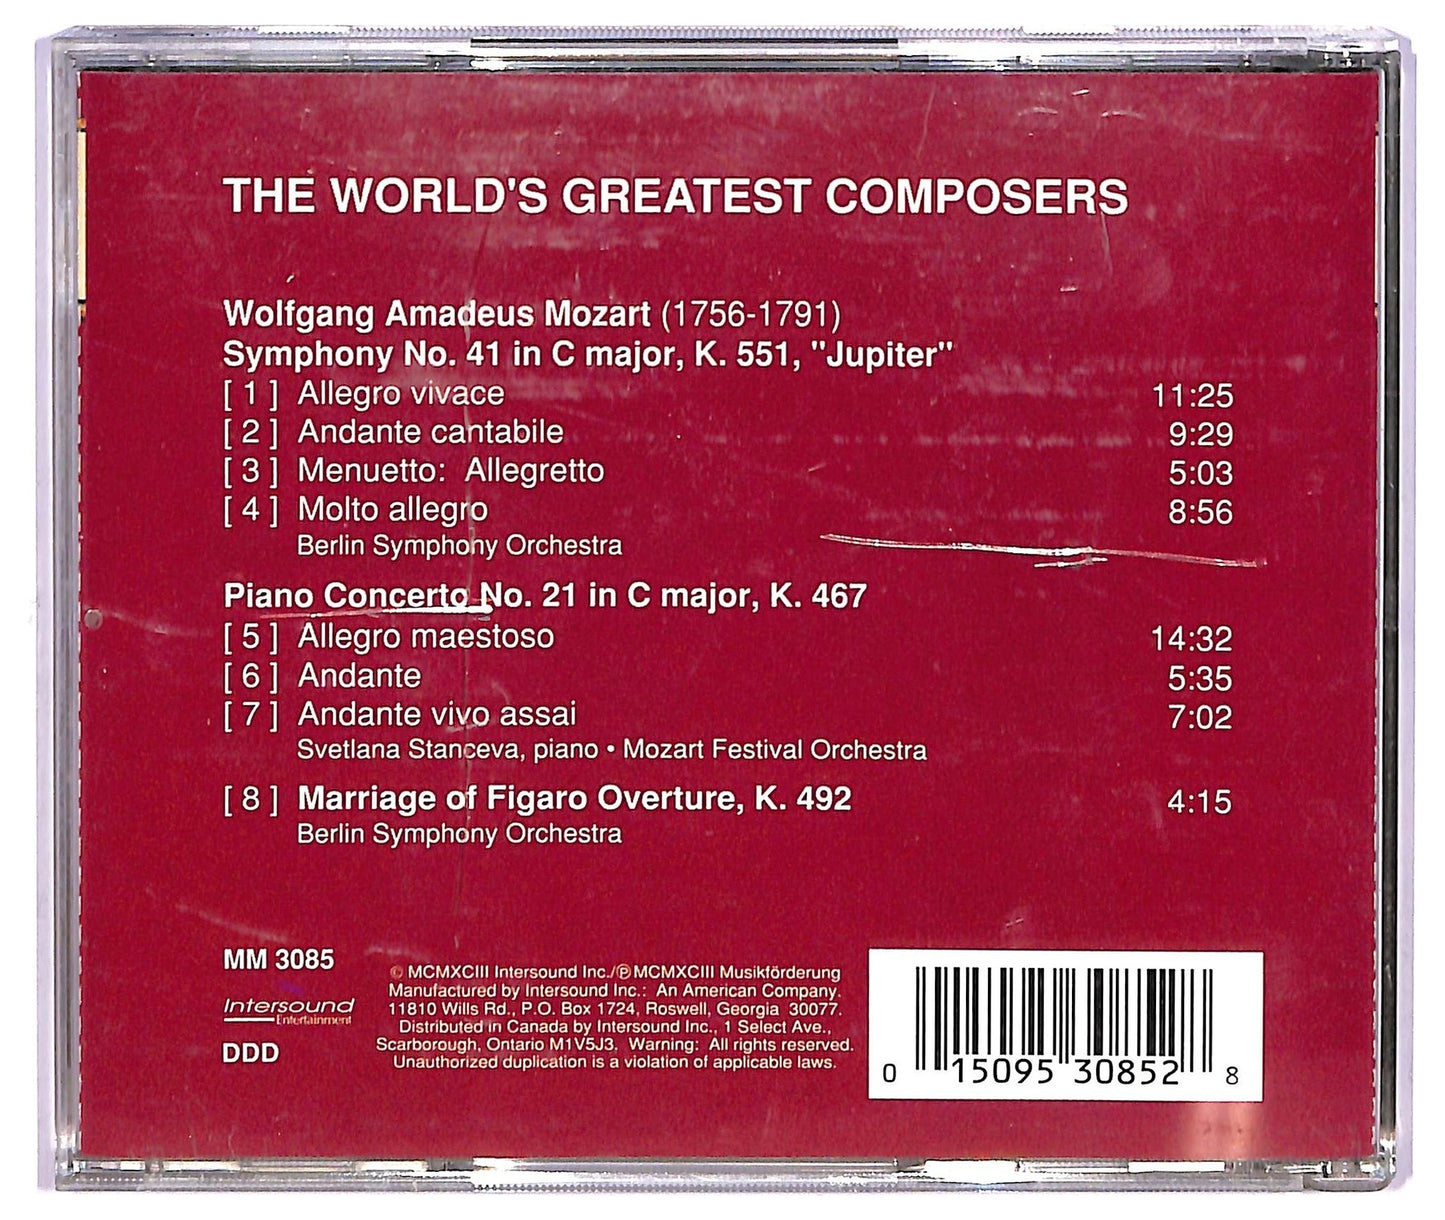 THE WORLD'S GREATEST COMPOSERS
Wolfgang Amadeus Mozart (1756-1791)
Symphony No. 41 in C major, K. 551, "Jupiter"
[ 1 ] Allegro vivace 11:25
[ 2 ] Andante cantabile 9:29
[ 3 ] Menuetto: Allegretto 5:03
[ 4 ] Molto allegro 8:56
Berlin Symphony Orchestra
Piano Concerto No. 21 in C major, K. 467
[ 5 ] Allegro maestoso 14:32
[ 6 ] Andante 5:35
[ 7 ] Andante vivo assai 7:02
Svetlana Stanceva, piano • Mozart Festival Orchestra
[ 8 ] Marriage of Figaro Overture, K. 492 4:15
Berlin Symphony Orchestra
MM 3085
Intersound
Entertainment
DDD
© MCMXCIII Intersound Inc./℗MCMXCIII Musikförderung
Manufactured by Intersound Inc.: An American Company.
11810 Wills Rd., P.O. Box 1724, Roswell, Georgia 30077.
Distributed in Canada by Intersound Inc., 1 Select Ave.,
Scarborough, Ontario M1V5J3. Warning: All rights reserved.
Unauthorized duplication is a violation of applicable laws.
0 15095 30852 8